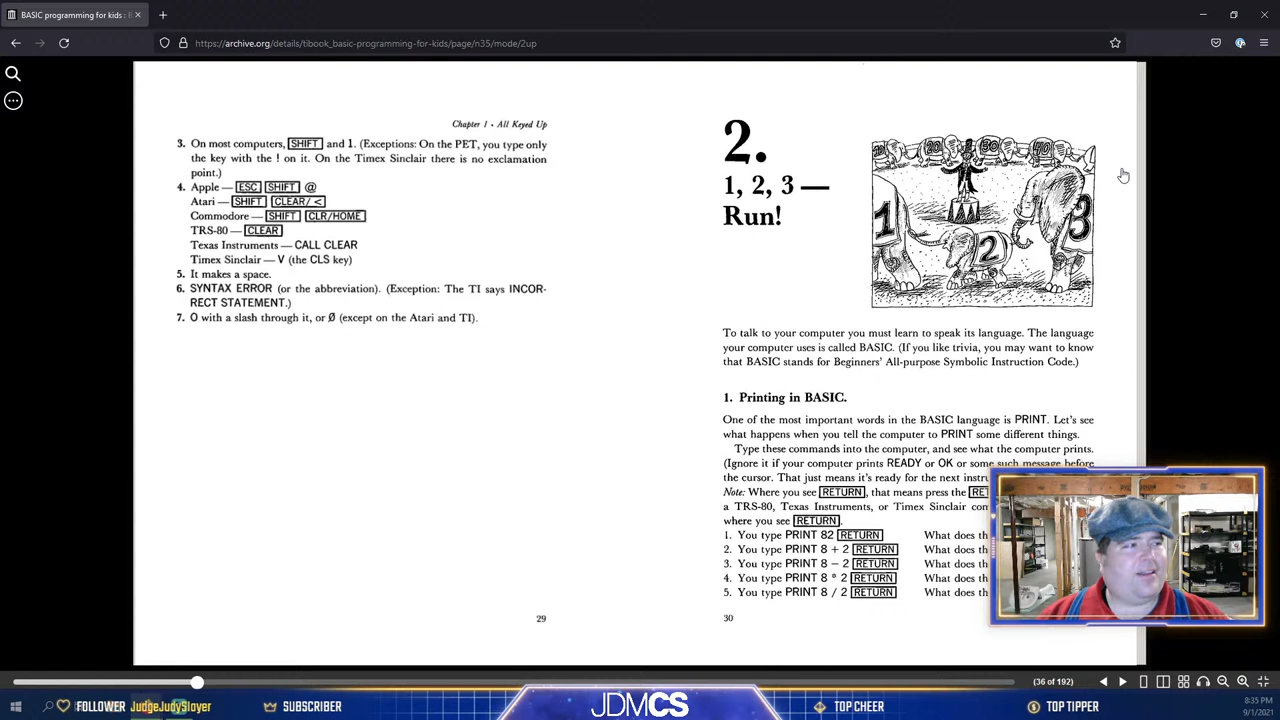 BASIC programming for kids : B
https://archive.org/details/tibook_basic-programming-for-kids/page/n35/mode/2up
Chapter 1 • All Keyed Up
3. On most computers, SHIFT and 1. (Exceptions: On the PET, you type only
the key with the ! on it. On the Timex Sinclair there is no exclamation
point.)
4. Apple — ESC SHIFT @
Atari — SHIFT CLEAR/ <
Commodore — SHIFT CLR/HOME
TRS-80 — CLEAR
Texas Instruments — CALL CLEAR
Timex Sinclair — V (the CLS key)
5. It makes a space.
6. SYNTAX ERROR (or the abbreviation). (Exception: The TI says INCOR-
RECT STATEMENT.)
7. O with a slash through it, or Ø (except on the Atari and TI).
29
2.
1, 2, 3 —
Run!
10 20 30 40
1 2 3
To talk to your computer you must learn to speak its language. The language
your computer uses is called BASIC. (If you like trivia, you may want to know
that BASIC stands for Beginners' All-purpose Symbolic Instruction Code.)
1. Printing in BASIC.
One of the most important words in the BASIC language is PRINT. Let's see
what happens when you tell the computer to PRINT some different things.
Type these commands into the computer, and see what the computer prints.
(Ignore it if your computer prints READY or OK or some such message before
the cursor. That just means it's ready for the next instr
Note: Where you see RETURN, that means press the RET
a TRS-80, Texas Instruments, or Timex Sinclair com
where you see RETURN.
1. You type PRINT 82 RETURN What does th
2. You type PRINT 8 + 2 RETURN What does th
3. You type PRINT 8 – 2 RETURN What does th
4. You type PRINT 8 * 2 RETURN What does th
5. You type PRINT 8 / 2 RETURN What does th
30
(36 of 192)
FOLLOWER JudgeJudySlayer
SUBSCRIBER
JDMCS
TOP CHEER
TOP TIPPER
8:35 PM
9/1/2021